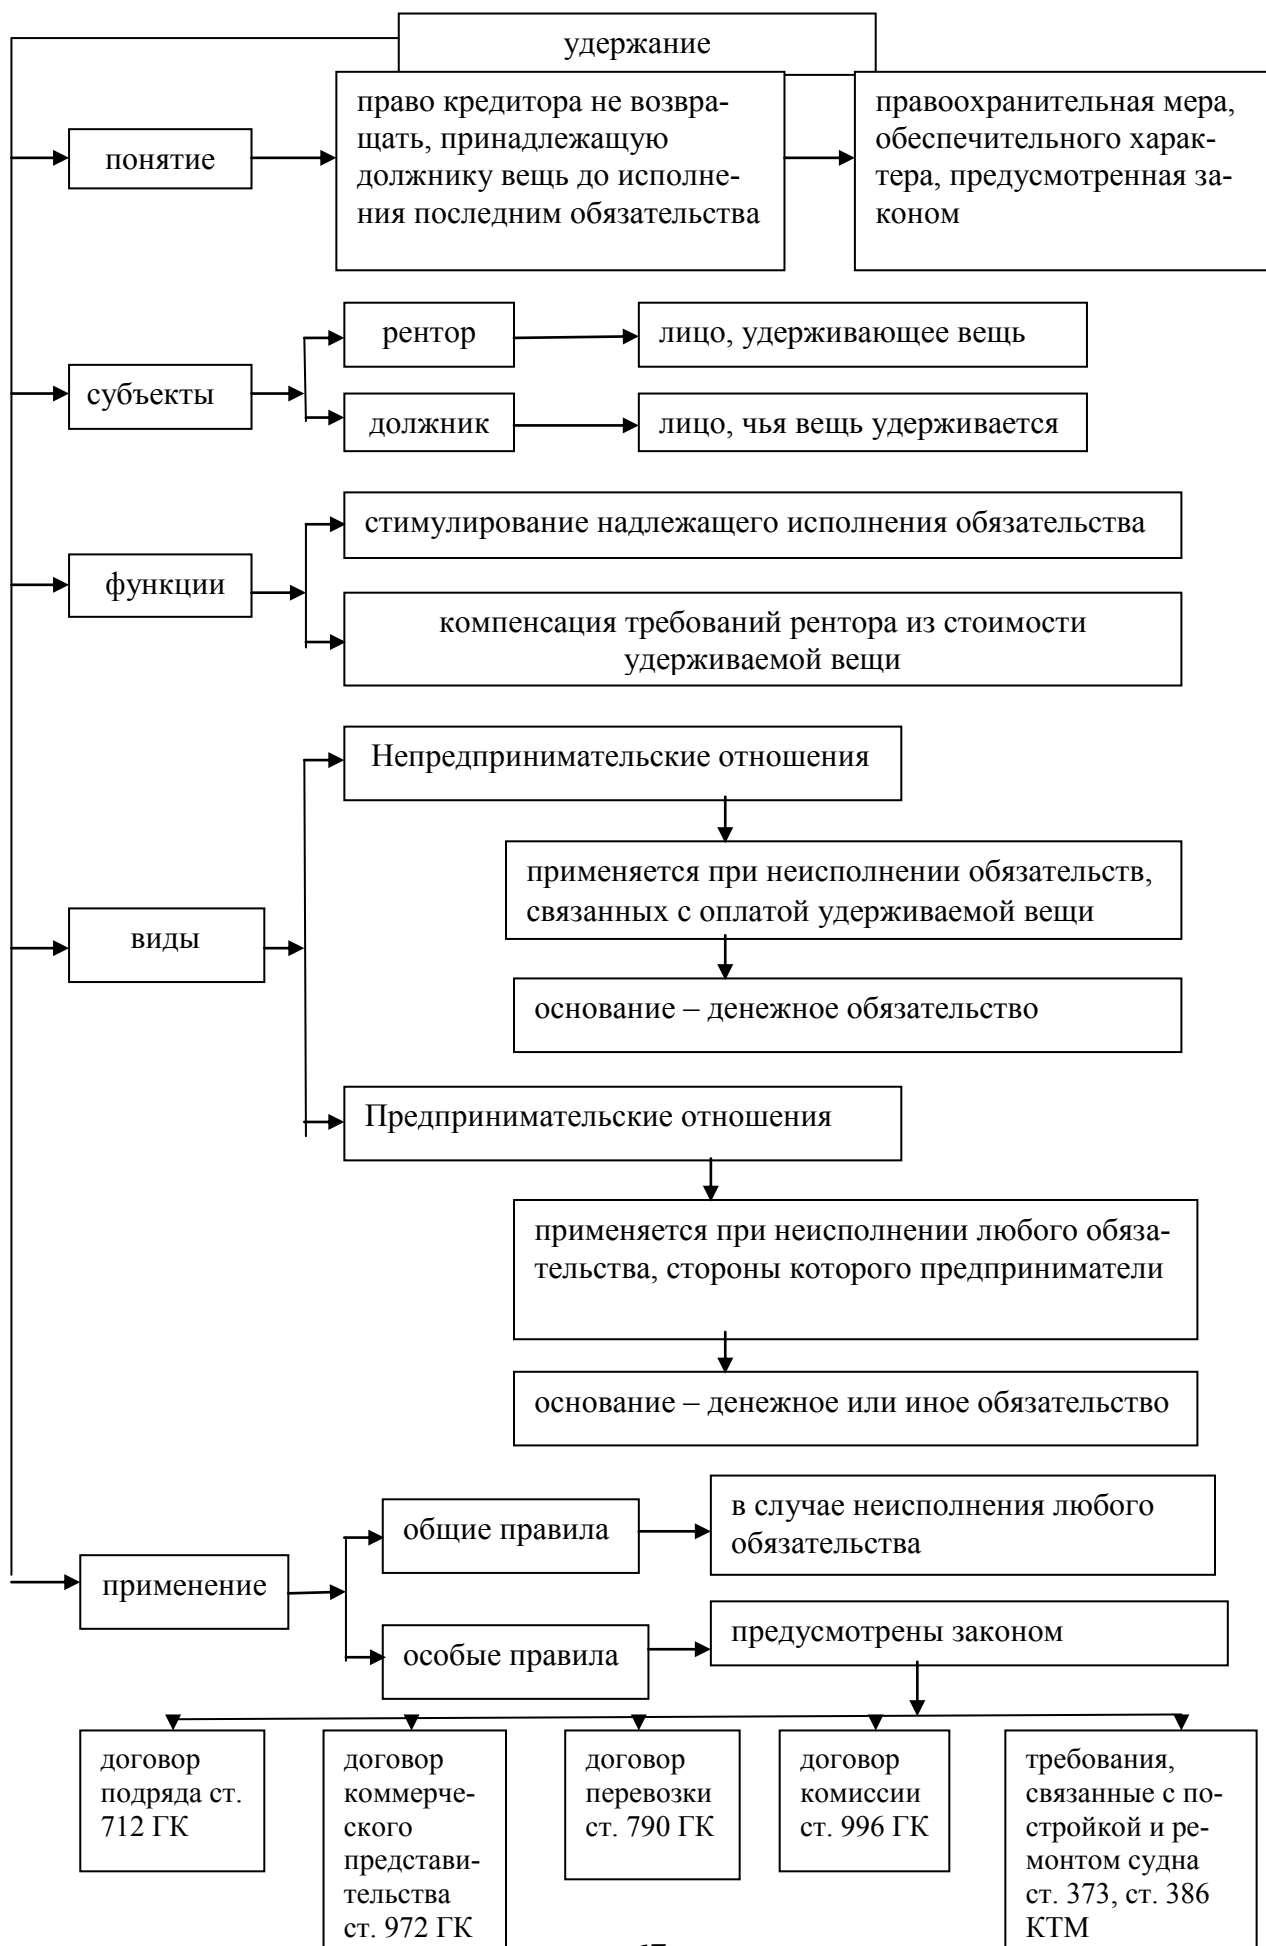 удержание
понятие
право кредитора не возвра-
щать, принадлежащую
должнику вещь до исполне-
ния последним обязательства
правоохранительная мера,
обеспечительного харак-
тера, предусмотренная за-
коном
субъекты
рентор
лицо, удерживающее вещь
должник
лицо, чья вещь удерживается
функции
стимулирование надлежащего исполнения обязательства
компенсация требований рентора из стоимости
удерживаемой вещи
виды
Непредпринимательские отношения
применяется при неисполнении обязательств,
связанных с оплатой удерживаемой вещи
основание – денежное обязательство
Предпринимательские отношения
применяется при неисполнении любого обяза-
тельства, стороны которого предприниматели
основание – денежное или иное обязательство
применение
общие правила
в случае неисполнения любого
обязательства
особые правила
предусмотрены законом
договор
подряда ст.
712 ГК
договор
коммерче-
ского
представи-
тельства
ст. 972 ГК
договор
перевозки
ст. 790 ГК
договор
комиссии
ст. 996 ГК
требования,
связанные с по-
стройкой и ре-
монтом судна
ст. 373, ст. 386
КТМ